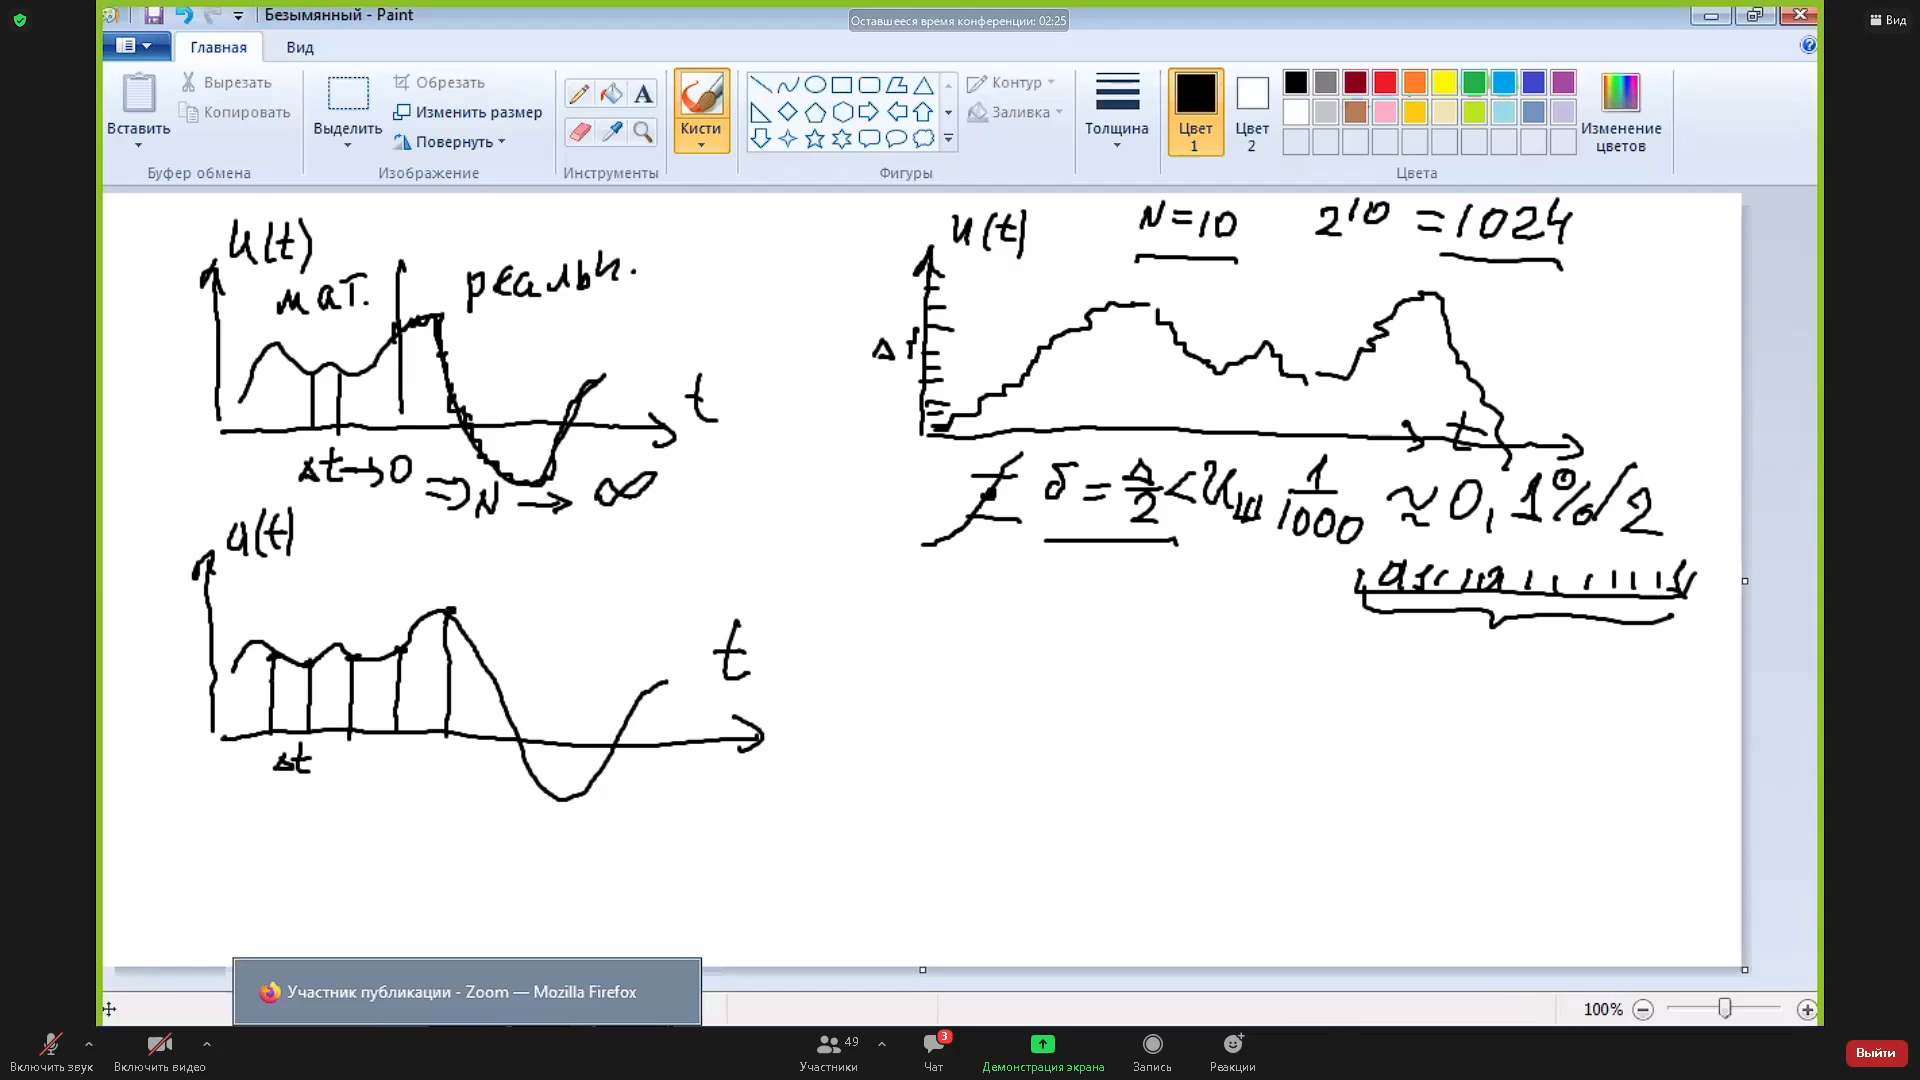 Безымянный - Paint
Оставшееся время конференции: 02:25
Вид
Главная
Вид
Вставить
Вырезать
Копировать
Буфер обмена
Выделить
Обрезать
Изменить размер
Повернуть
Изображение
Инструменты
Кисти
Фигуры
Контур
Заливка
Толщина
Цвет 1
Цвет 2
Изменение цветов
Цвета
U(t)
мат.
реальн.
t
Δt→0 ⇒ N → ∞
U(t)
N=10
2¹⁰ = 1024
Δ
t
δ = Δ/2 < Uш 1/1000 ≈ 0,1%/2
u(t)
t
Δt
Участник публикации - Zoom — Mozilla Firefox
100%
Включить звук
Включить видео
49
Участники
3
Чат
Демонстрация экрана
Запись
Реакции
Выйти